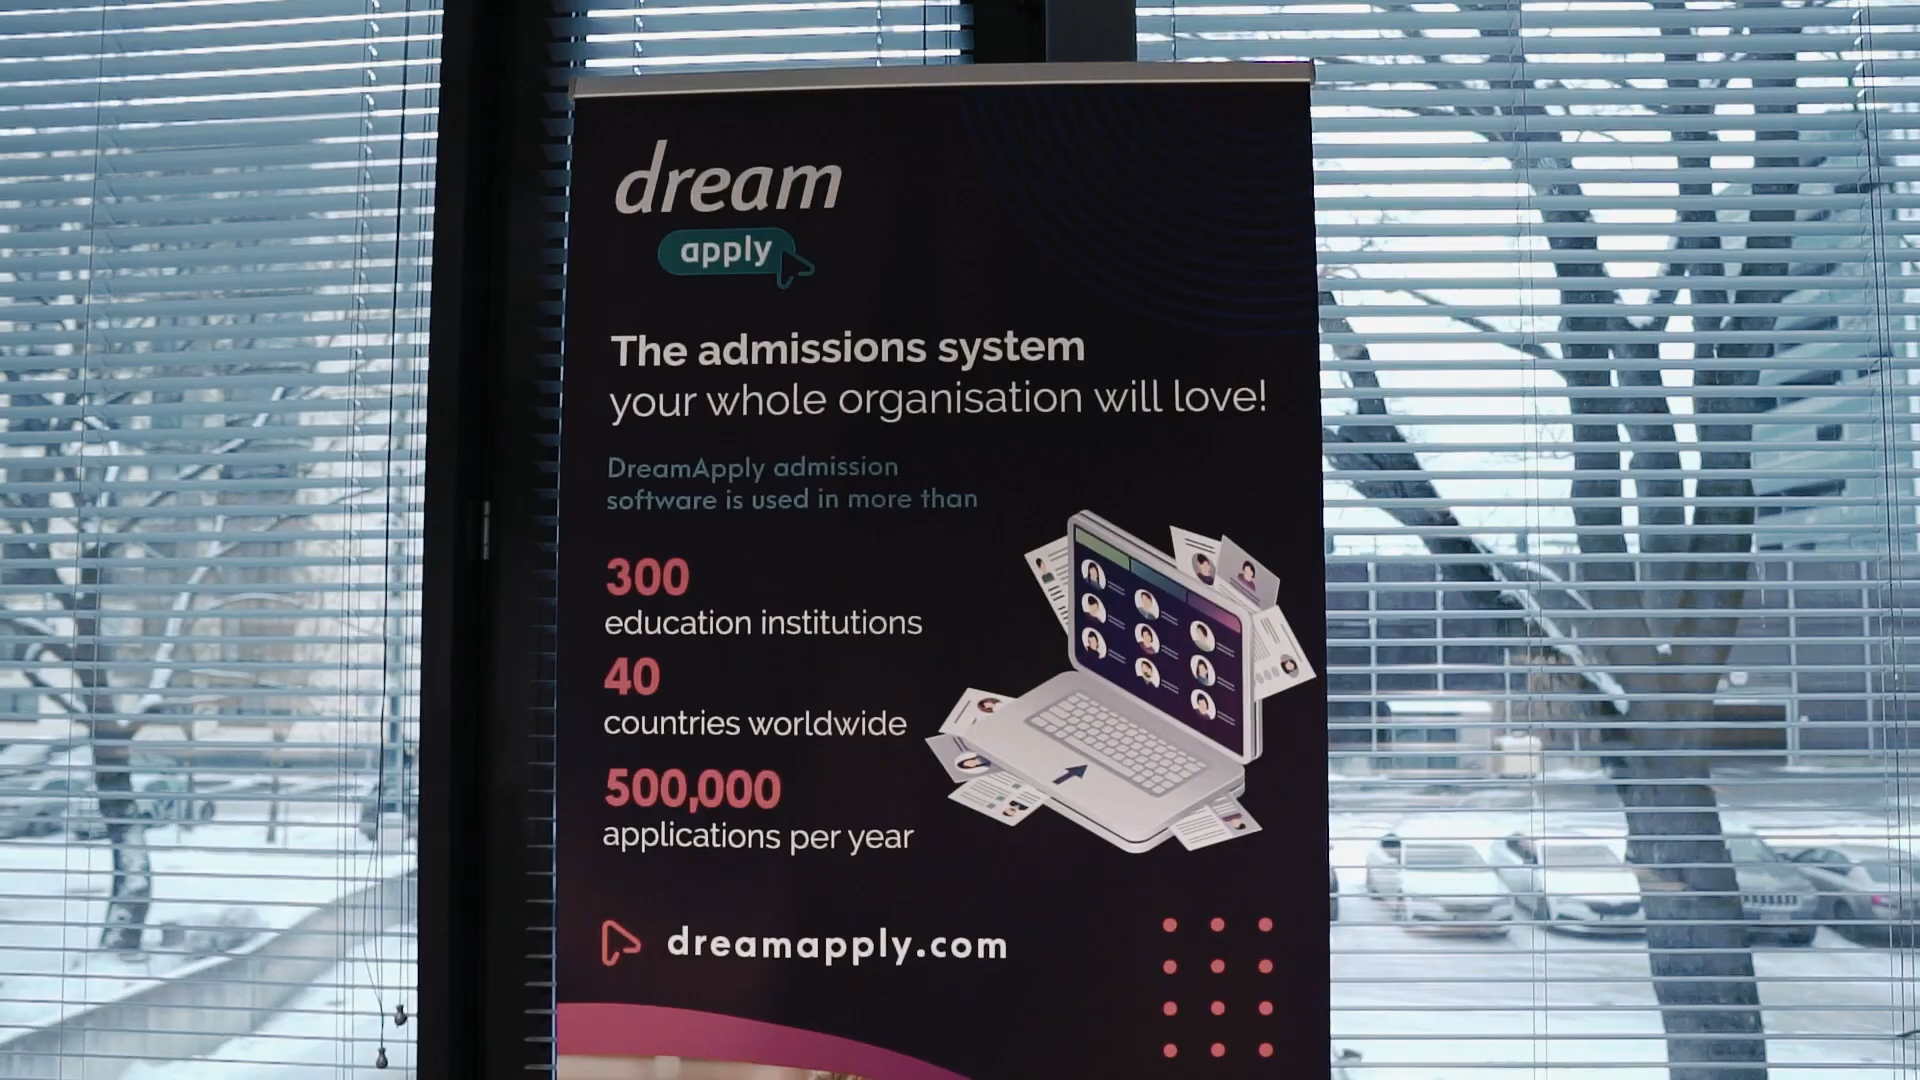 dream
apply
The admissions system
your whole organisation will love!
DreamApply admission
software is used in more than
300
education institutions
40
countries worldwide
500,000
applications per year
dreamapply.com